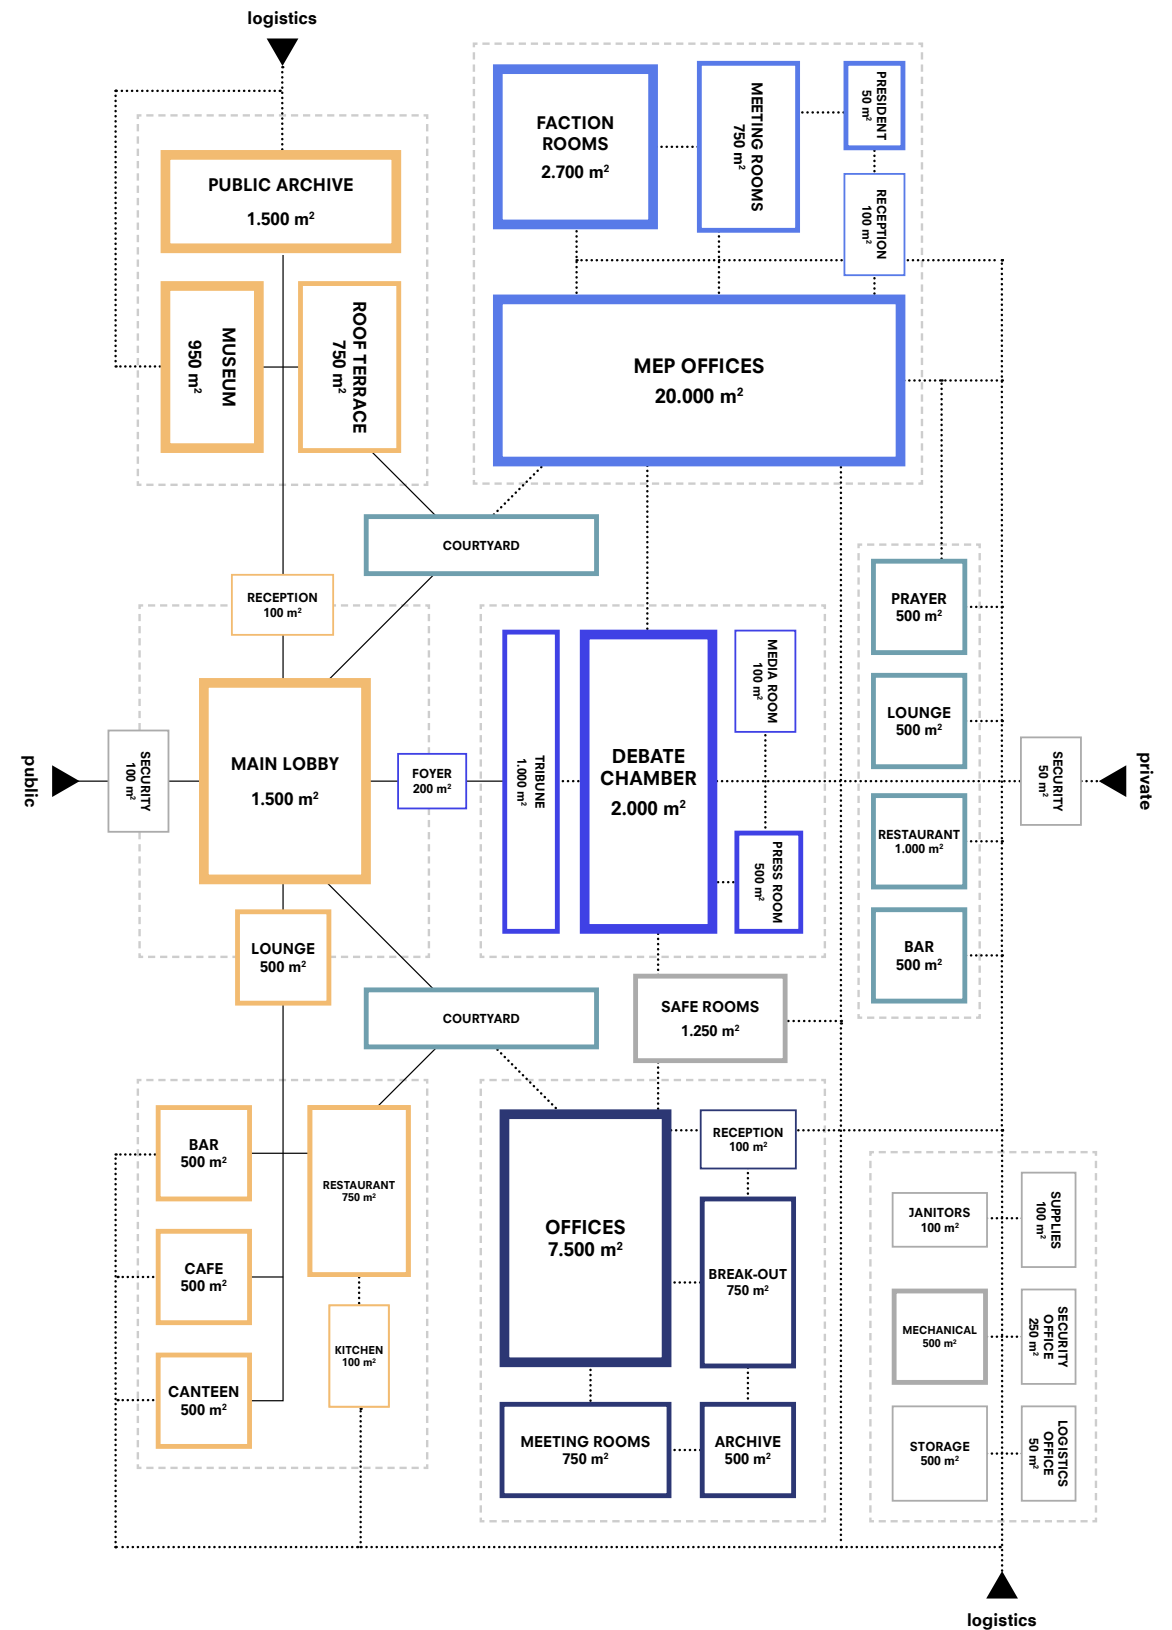 logistics
PUBLIC ARCHIVE
1.500 m²
MUSEUM
950 m²
ROOF TERRACE
750 m²
FACTION
ROOMS
2.700 m²
MEETING ROOMS
750 m²
PRESIDENT
50 m²
RECEPTION
100 m²
MEP OFFICES
20.000 m²
COURTYARD
RECEPTION
100 m²
public
SECURITY
100 m²
MAIN LOBBY
1.500 m²
FOYER
200 m²
TRIBUNE
1.000 m²
DEBATE
CHAMBER
2.000 m²
MEDIA ROOM
100 m²
PRESS ROOM
500 m²
PRAYER
500 m²
LOUNGE
500 m²
RESTAURANT
1.000 m²
BAR
500 m²
SECURITY
50 m²
private
LOUNGE
500 m²
COURTYARD
SAFE ROOMS
1.250 m²
BAR
500 m²
CAFE
500 m²
CANTEEN
500 m²
RESTAURANT
750 m²
KITCHEN
100 m²
OFFICES
7.500 m²
RECEPTION
100 m²
BREAK-OUT
750 m²
MEETING ROOMS
750 m²
ARCHIVE
500 m²
JANITORS
100 m²
SUPPLIES
100 m²
MECHANICAL
500 m²
SECURITY
OFFICE
250 m²
STORAGE
500 m²
LOGISTICS
OFFICE
50 m²
logistics